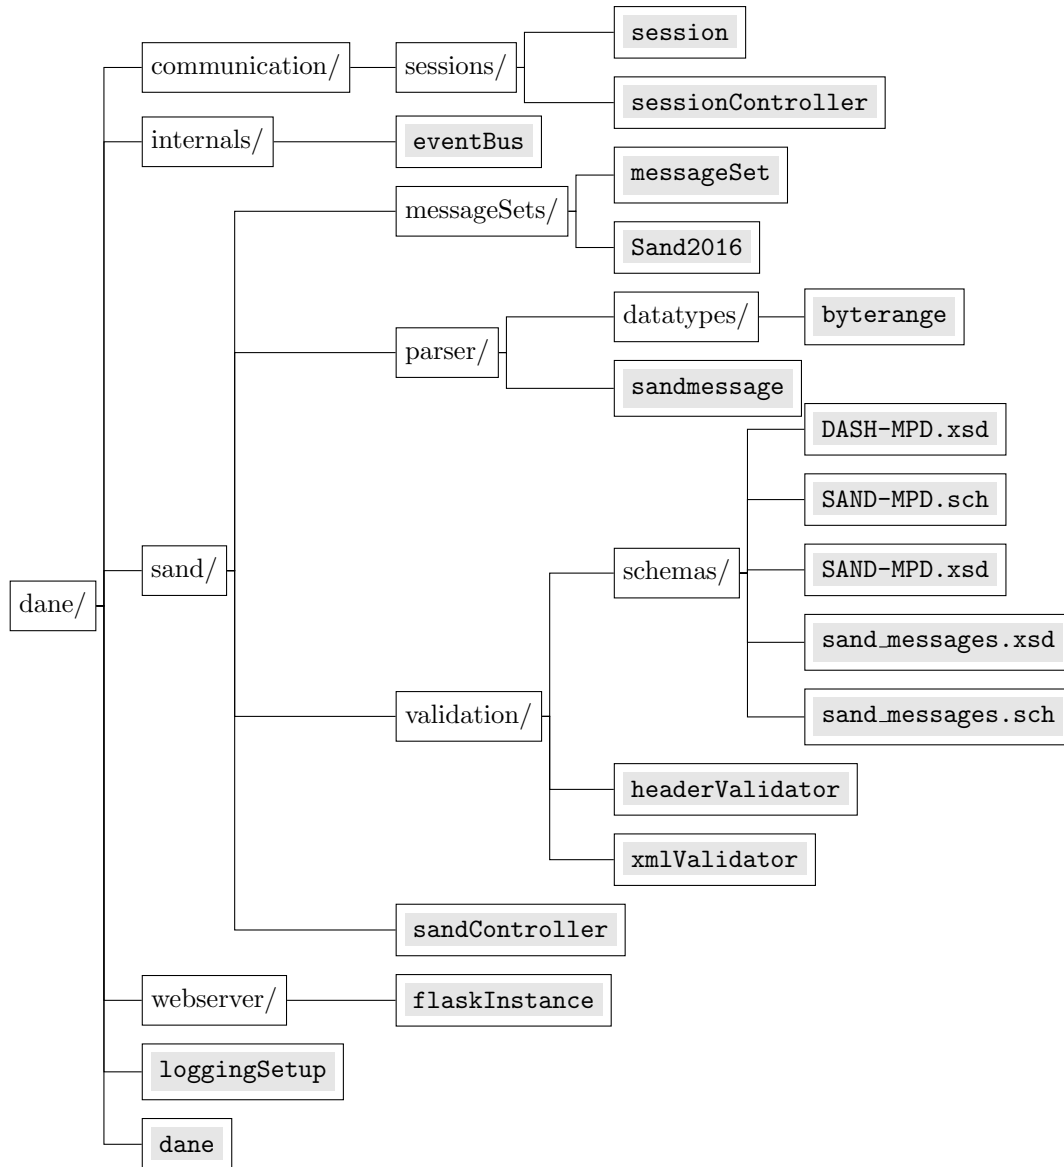 dane/
communication/
sessions/
session
sessionController
internals/
eventBus
sand/
messageSets/
messageSet
Sand2016
parser/
datatypes/
byterange
sandmessage
validation/
schemas/
DASH-MPD.xsd
SAND-MPD.sch
SAND-MPD.xsd
sand_messages.xsd
sand_messages.sch
headerValidator
xmlValidator
sandController
webserver/
flaskInstance
loggingSetup
dane